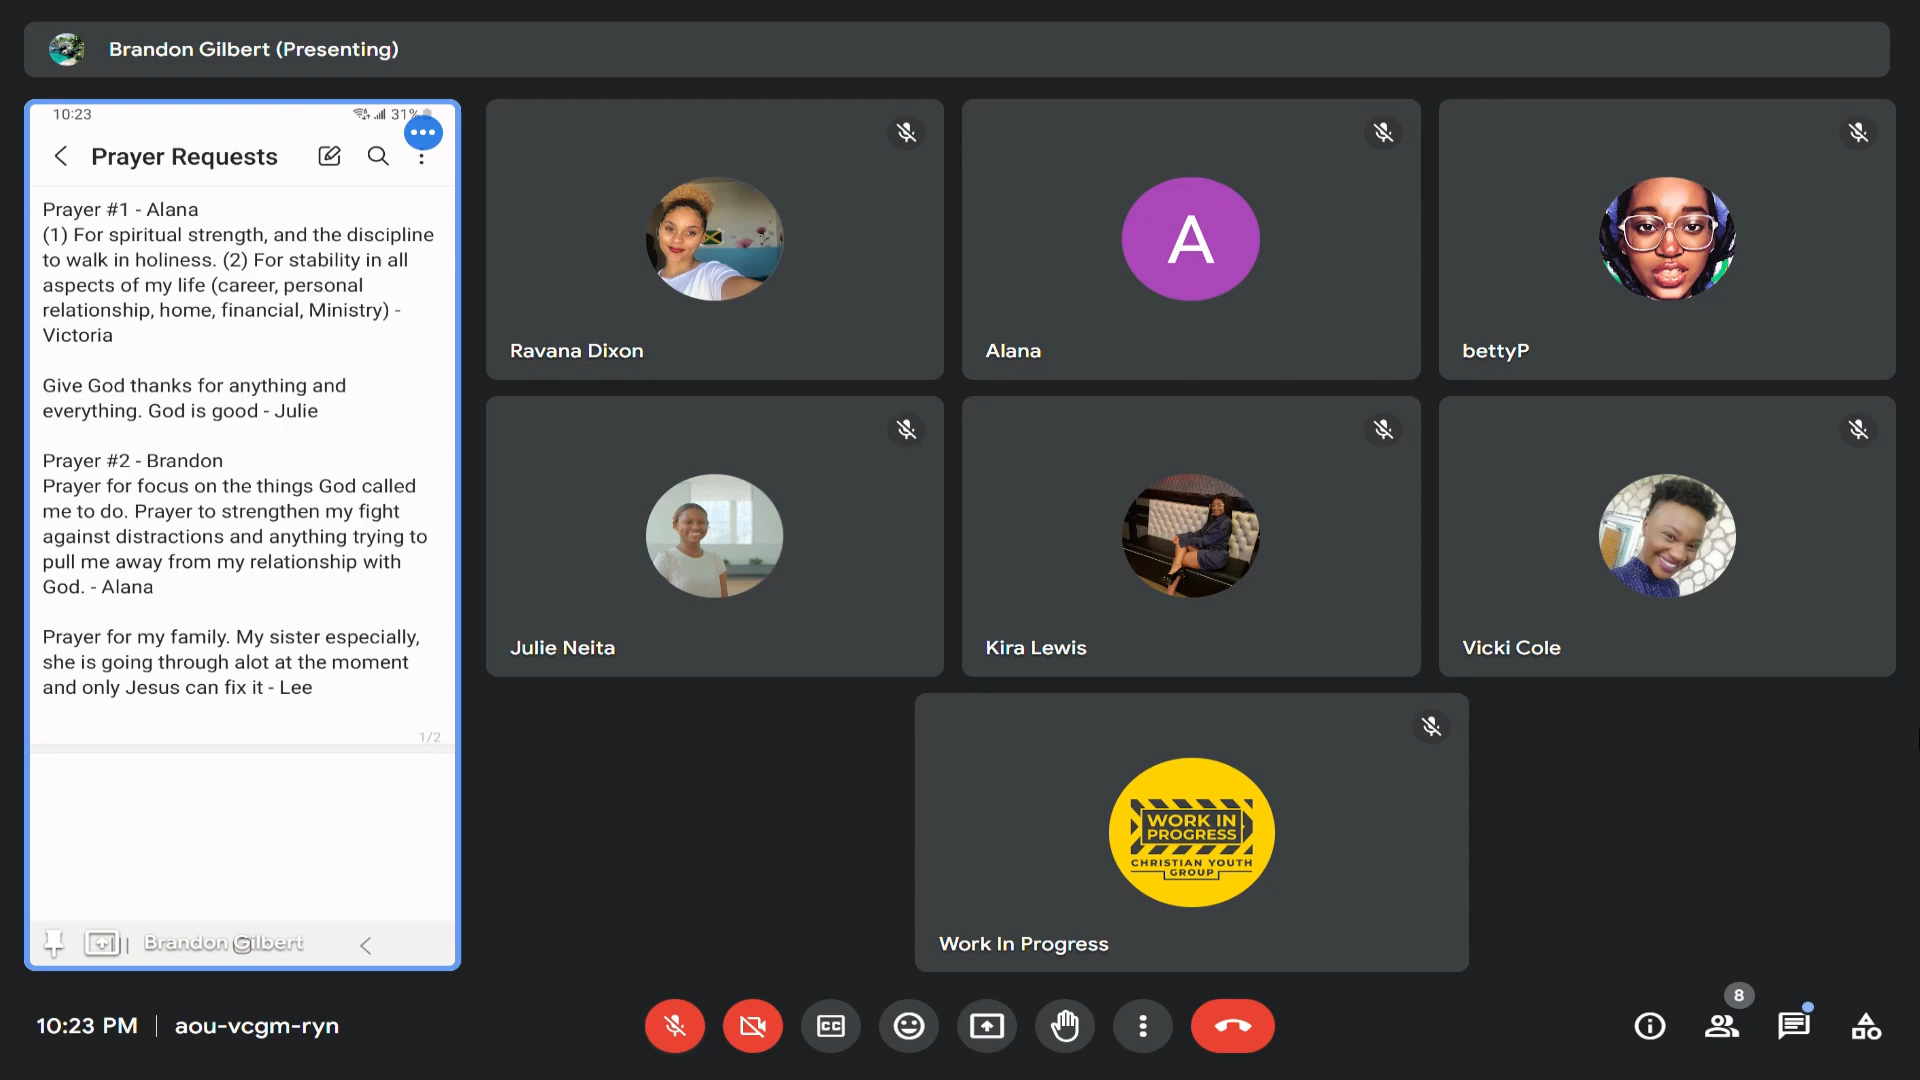 Brandon Gilbert (Presenting)
10:23
31%
Prayer Requests
Prayer #1 - Alana
(1) For spiritual strength, and the discipline
to walk in holiness. (2) For stability in all
aspects of my life (career, personal
relationship, home, financial, Ministry) -
Victoria
Give God thanks for anything and
everything. God is good - Julie
Prayer #2 - Brandon
Prayer for focus on the things God called
me to do. Prayer to strengthen my fight
against distractions and anything trying to
pull me away from my relationship with
God. - Alana
Prayer for my family. My sister especially,
she is going through alot at the moment
and only Jesus can fix it - Lee
1/2
Brandon Gilbert
Ravana Dixon
A
Alana
bettyP
Julie Neita
Kira Lewis
Vicki Cole
WORK IN
PROGRESS
CHRISTIAN YOUTH
GROUP
Work In Progress
10:23 PM
aou-vcgm-ryn
CC
8